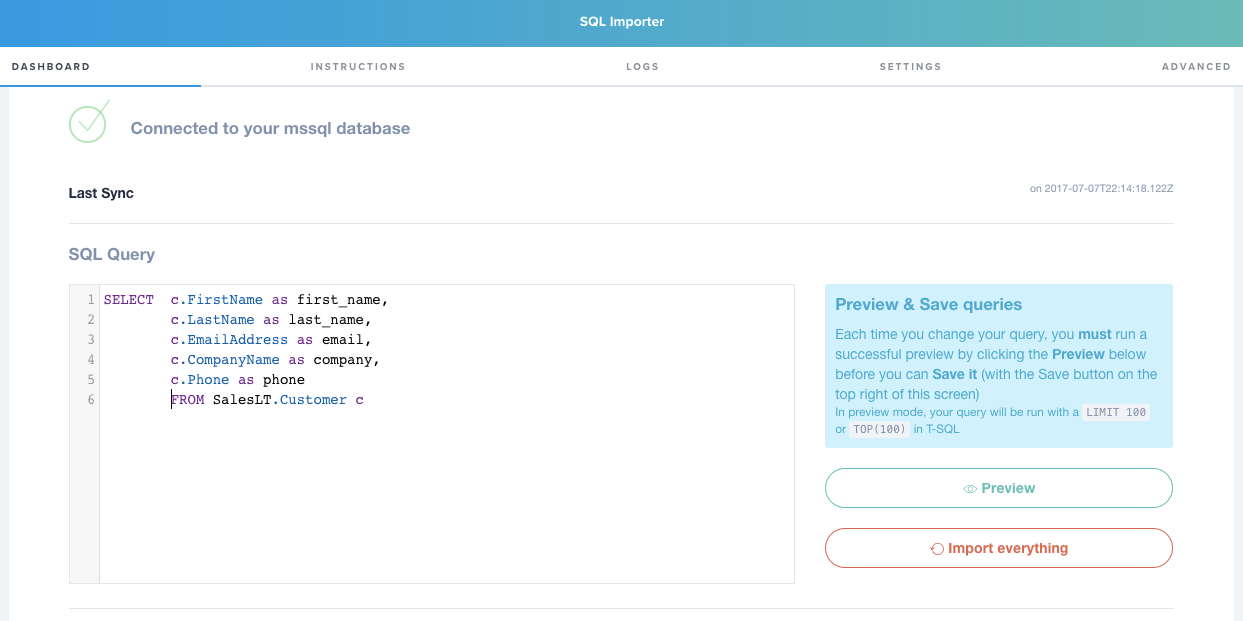 SQL Importer
DASHBOARD INSTRUCTIONS LOGS SETTINGS ADVANCED
Connected to your mssql database
Last Sync on 2017-07-07T22:14:18.122Z
SQL Query
1 SELECT  c.FirstName as first_name,
2         c.LastName as last_name,
3         c.EmailAddress as email,
4         c.CompanyName as company,
5         c.Phone as phone
6         FROM SalesLT.Customer c
Preview & Save queries
Each time you change your query, you must run a
successful preview by clicking the Preview below
before you can Save it (with the Save button on the
top right of this screen)
In preview mode, your query will be run with a LIMIT 100
or TOP(100) in T-SQL
Preview
Import everything